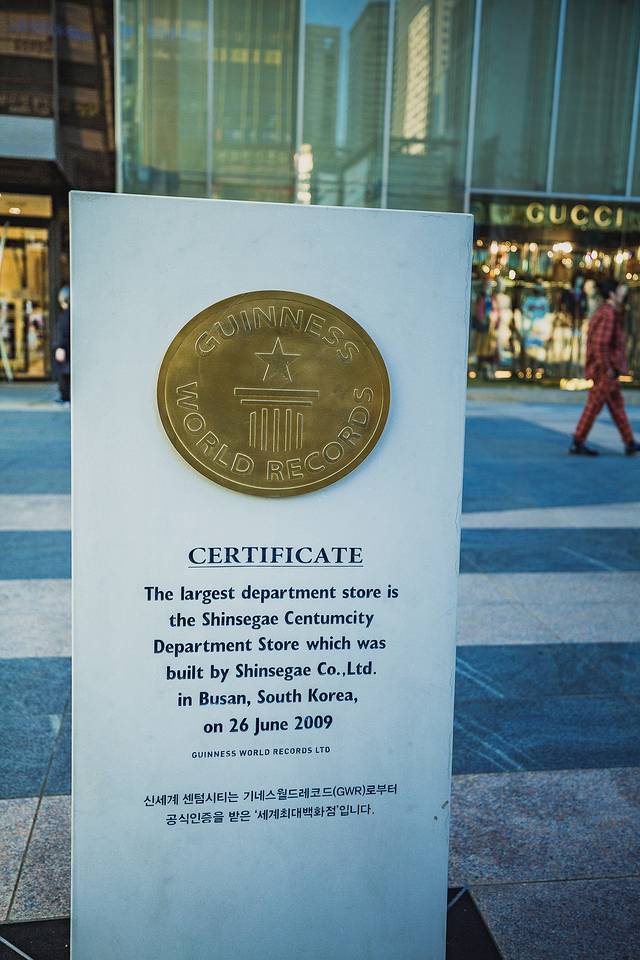 GUCCI
GUINNESS
WORLD RECORDS
CERTIFICATE
The largest department store is
the Shinsegae Centumcity
Department Store which was
built by Shinsegae Co.,Ltd.
in Busan, South Korea,
on 26 June 2009
GUINNESS WORLD RECORDS LTD
신세계 센텀시티는 기네스월드레코드(GWR)로부터
공식인증을 받은 '세계최대백화점'입니다.